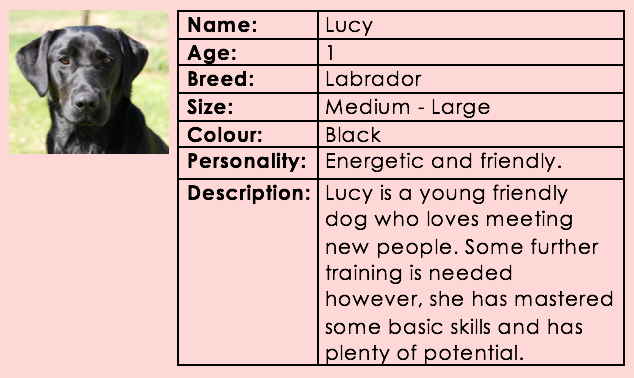 Name: Lucy
Age: 1
Breed: Labrador
Size: Medium - Large
Colour: Black
Personality: Energetic and friendly.
Description: Lucy is a young friendly
dog who loves meeting
new people. Some further
training is needed
however, she has mastered
some basic skills and has
plenty of potential.